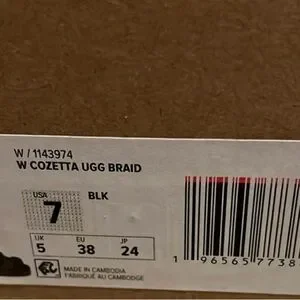 W / 1143974
W COZETTA UGG BRAID
USA 7 BLK
UK 5 EU 38 JP 24
MADE IN CAMBODIA
FABRIQUÉ AU CAMBODGE
1 96565 7738